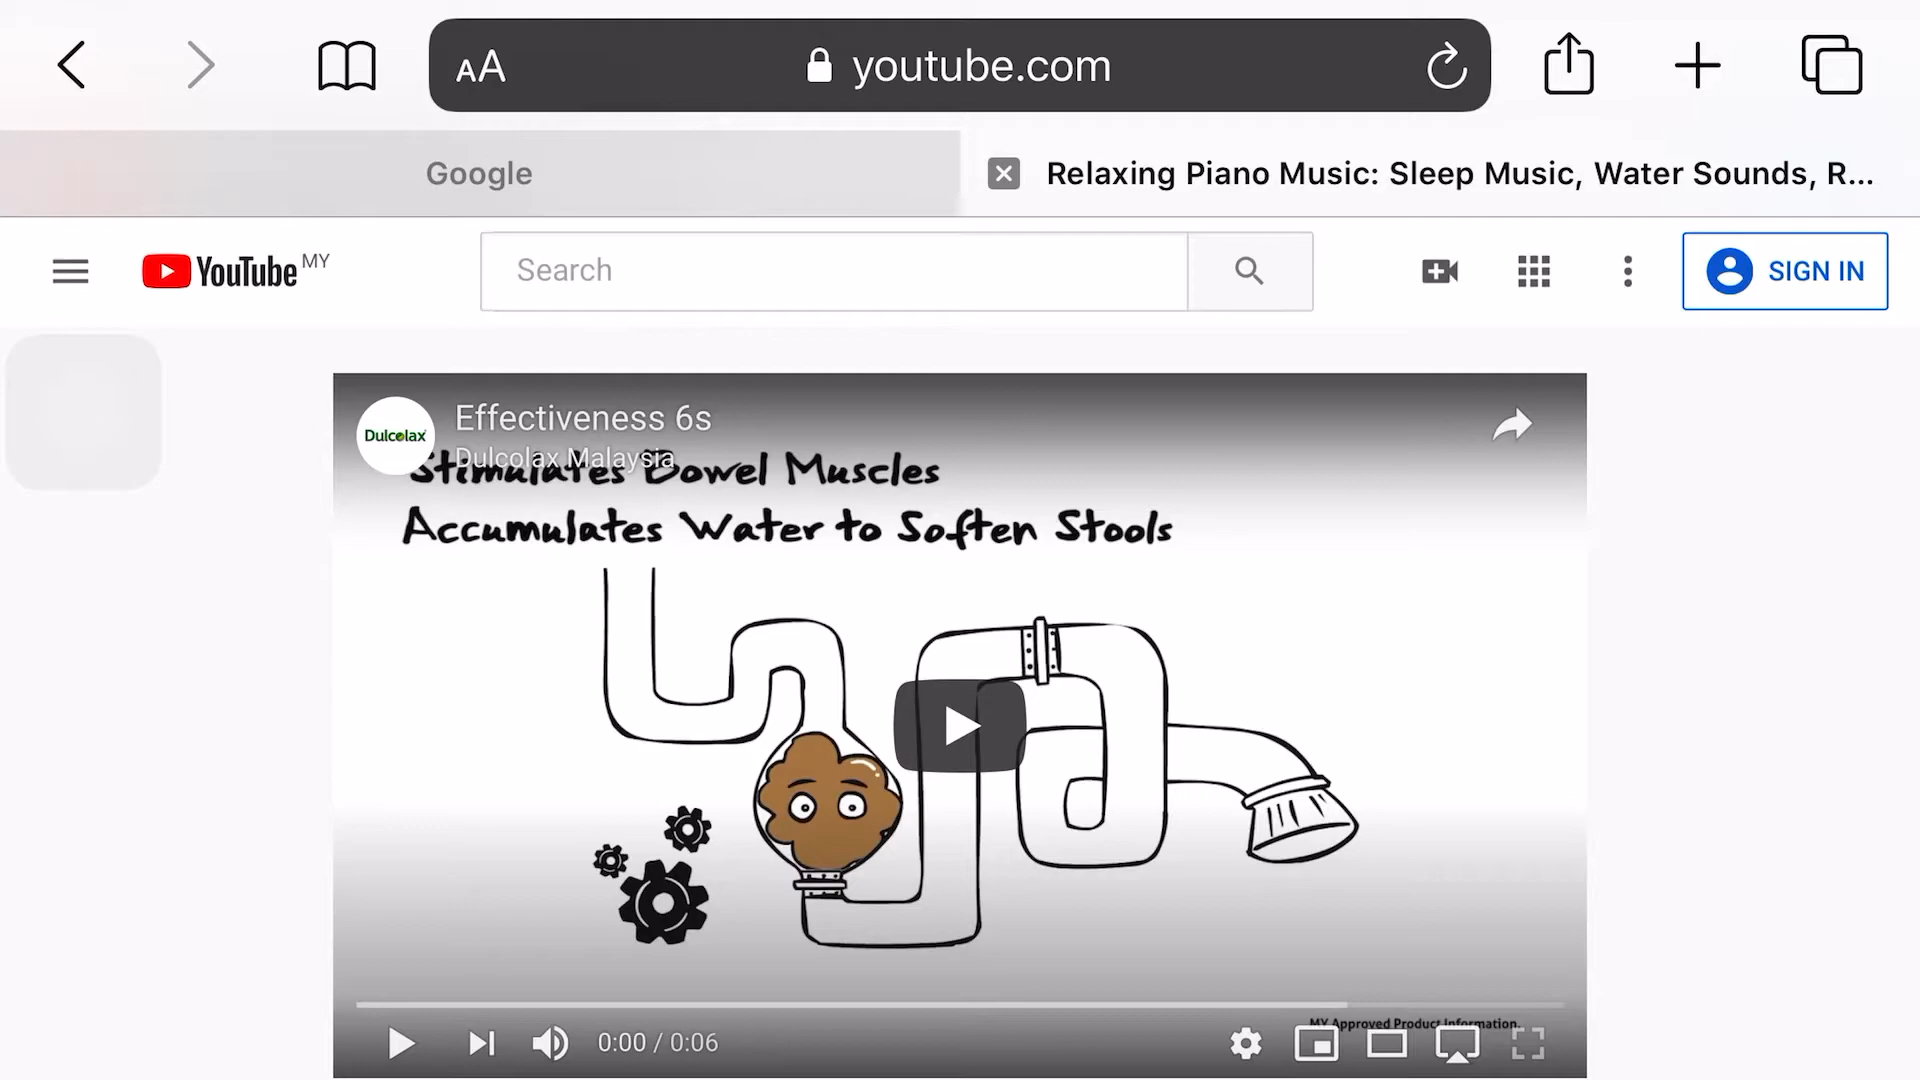 AA
youtube.com
Google
Relaxing Piano Music: Sleep Music, Water Sounds, R...
YouTube MY
Search
SIGN IN
Dulcolax
Effectiveness 6s
Dulcolax Malaysia
Stimulates Bowel Muscles
Accumulates Water to Soften Stools
MY Approved Product Information.
0:00 / 0:06